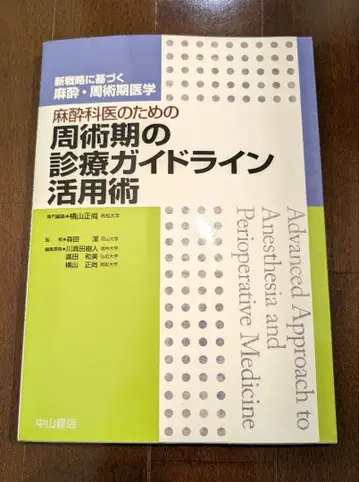 新戦略に基づく
麻酔・周術期医学
麻酔科医のための
周術期の
診療ガイドライン
活用術
専門編集●横山正尚 高知大学
監 修●森田 潔 岡山大学
編集委員●川真田樹人 信州大学
廣田 和美 弘前大学
横山 正尚 高知大学
Advanced Approach to
Anesthesia and
Perioperative Medicine
中山書店